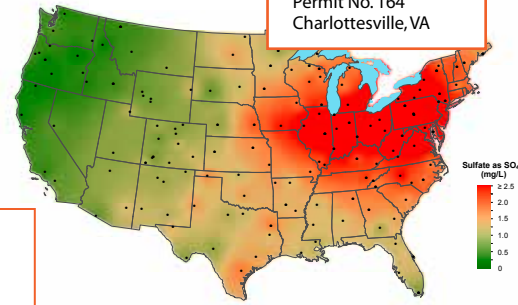 Permit No. 164
Charlottesville, VA
Sulfate as SO₄
(mg/L)
≥ 2.5
2.0
1.5
1.0
0.5
0